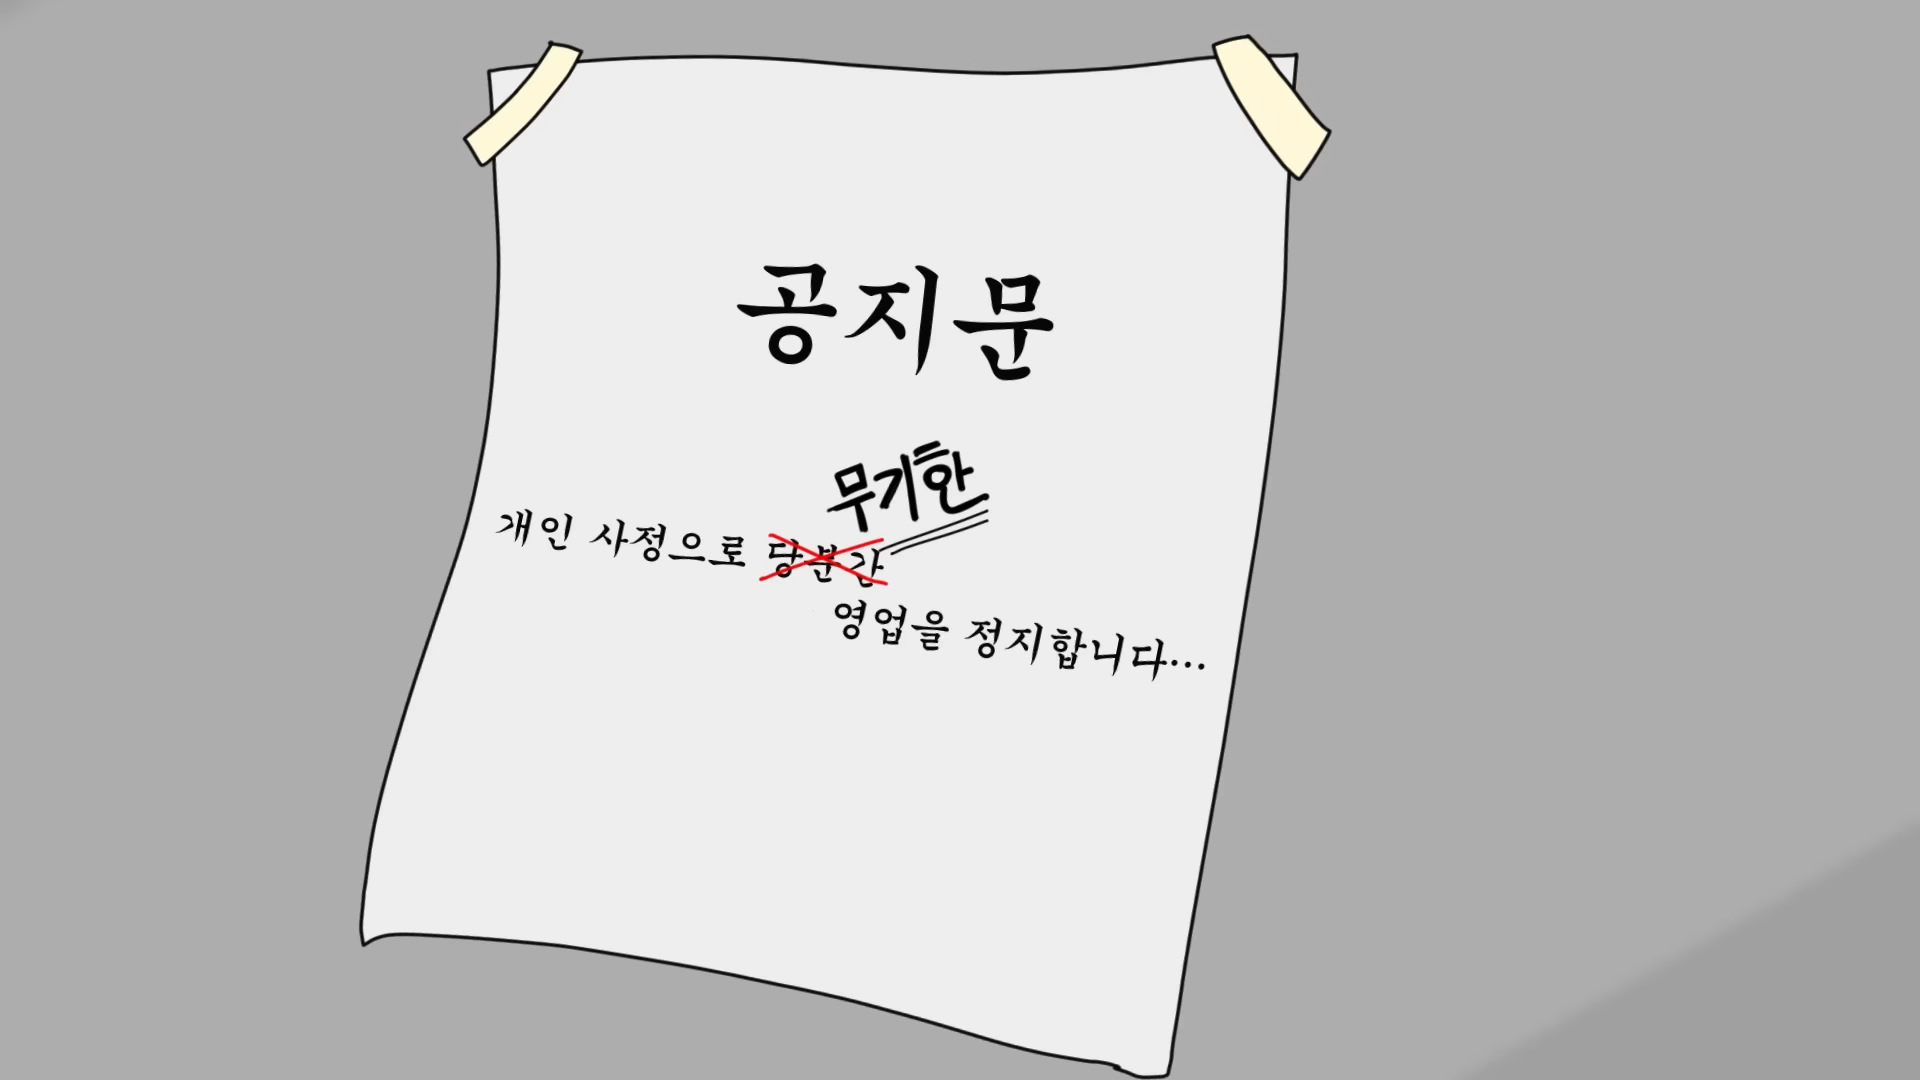 공지문
무기한
개인 사정으로 당분간
영업을 정지합니다...